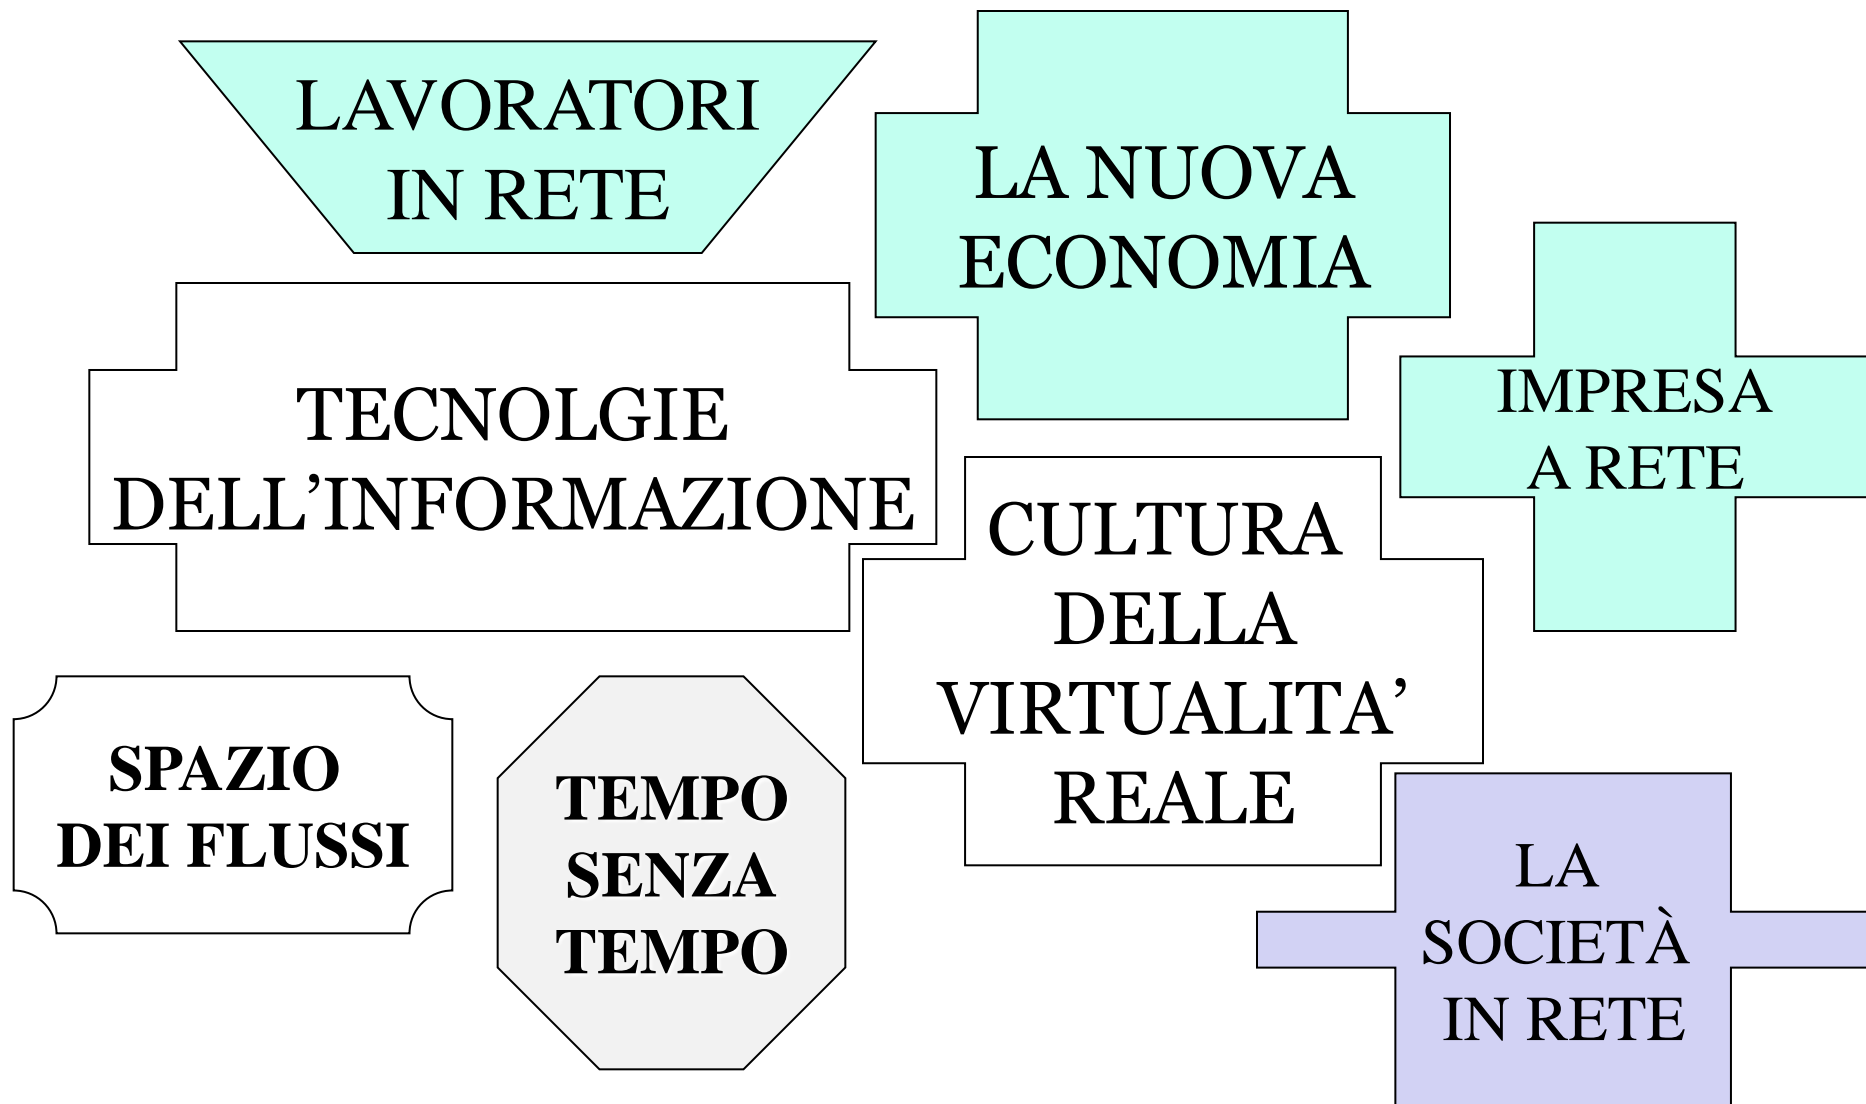 LAVORATORI
IN RETE
LA NUOVA
ECONOMIA
IMPRESA
A RETE
TECNOLGIE
DELL’INFORMAZIONE
CULTURA
DELLA
VIRTUALITA’
REALE
SPAZIO
DEI FLUSSI
TEMPO
SENZA
TEMPO
LA
SOCIETÀ
IN RETE